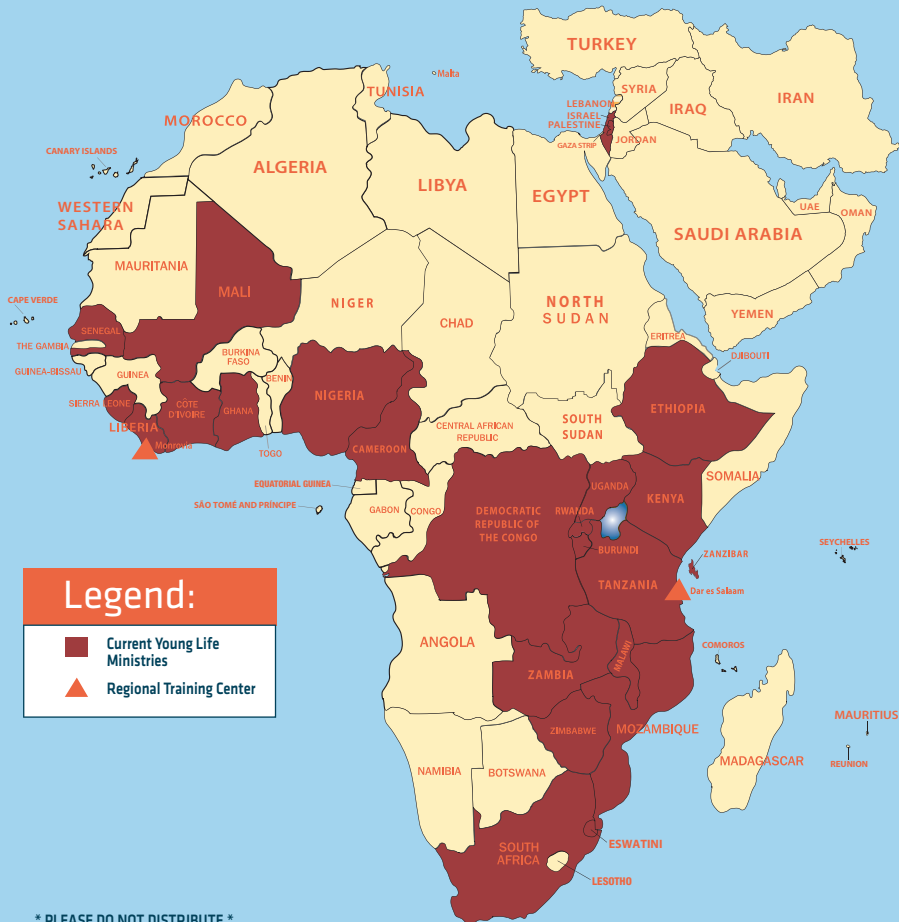 TURKEY
Malta
TUNISIA
SYRIA
IRAN
LEBANON
IRAQ
ISRAEL
MOROCCO
PALESTINE
JORDAN
GAZA STRIP
CANARY ISLANDS
ALGERIA
LIBYA
EGYPT
WESTERN
SAHARA
UAE
OMAN
SAUDI ARABIA
MAURITANIA
MALI
CAPE VERDE
NIGER
NORTH
SUDAN
YEMEN
CHAD
SENEGAL
ERITREA
THE GAMBIA
BURKINA
FASO
DJIBOUTI
GUINEA-BISSAU
GUINEA
BENIN
NIGERIA
SIERRA LEONE
CÔTE
D'IVOIRE
GHANA
ETHIOPIA
LIBERIA
CENTRAL AFRICAN
REPUBLIC
SOUTH
SUDAN
Monrovia
TOGO
CAMEROON
SOMALIA
EQUATORIAL GUINEA
UGANDA
KENYA
SÃO TOMÉ AND PRÍNCIPE
GABON
CONGO
DEMOCRATIC
REPUBLIC OF
THE CONGO
RWANDA
BURUNDI
SEYCHELLES
ZANZIBAR
TANZANIA
Dar es Salaam
Legend:
Current Young Life
Ministries
Regional Training Center
ANGOLA
COMOROS
MALAWI
ZAMBIA
ZIMBABWE
MOZAMBIQUE
MAURITIUS
MADAGASCAR
REUNION
NAMIBIA
BOTSWANA
SOUTH
AFRICA
ESWATINI
LESOTHO
* PLEASE DO NOT DISTRIBUTE *